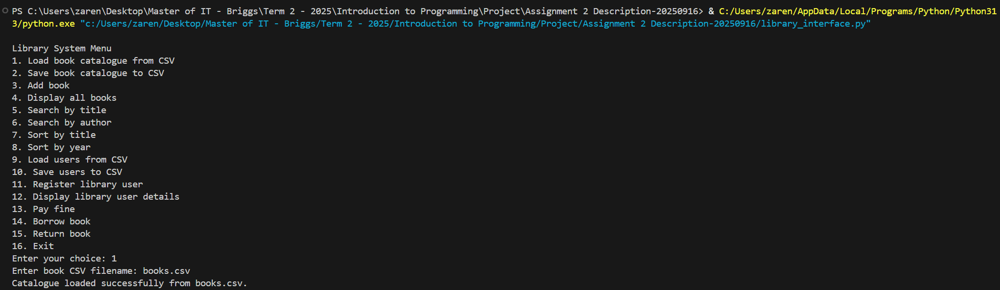 PS C:\Users\zaren\Desktop\Master of IT - Briggs\Term 2 - 2025\Introduction to Programming\Project\Assignment 2 Description-20250916> & C:/Users/zaren/AppData/Local/Programs/Python/Python31
3/python.exe "c:/Users/zaren/Desktop/Master of IT - Briggs/Term 2 - 2025/Introduction to Programming/Project/Assignment 2 Description-20250916/library_interface.py"
Library System Menu
1. Load book catalogue from CSV
2. Save book catalogue to CSV
3. Add book
4. Display all books
5. Search by title
6. Search by author
7. Sort by title
8. Sort by year
9. Load users from CSV
10. Save users to CSV
11. Register library user
12. Display library user details
13. Pay fine
14. Borrow book
15. Return book
16. Exit
Enter your choice: 1
Enter book CSV filename: books.csv
Catalogue loaded successfully from books.csv.